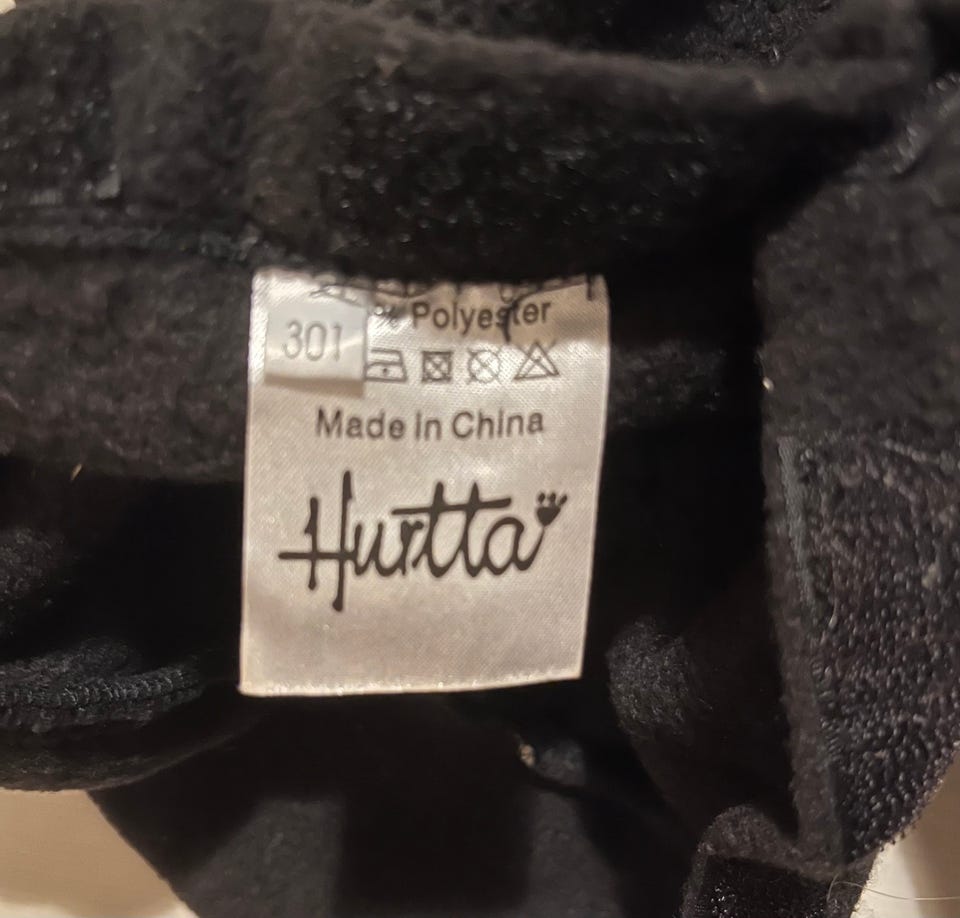 % Polyester
301
Made in China
Hurtta